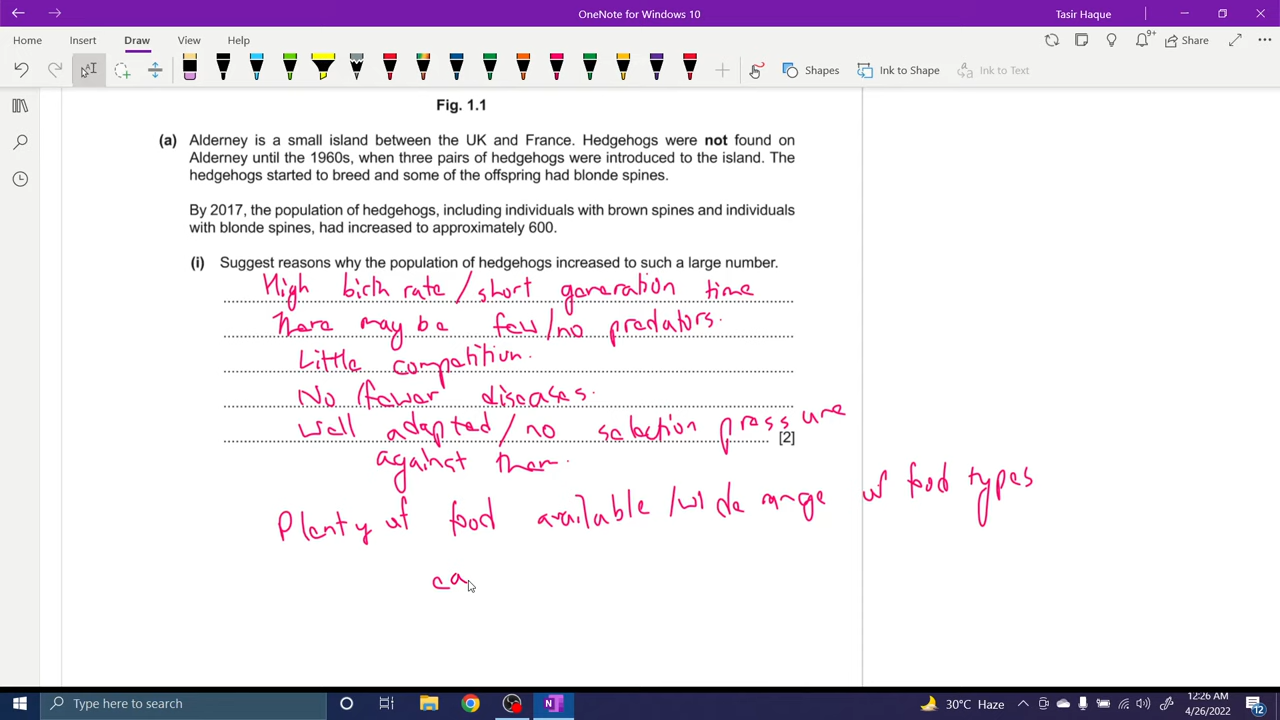 OneNote for Windows 10
Tasir Haque
Home Insert Draw View Help
9+ Share
Shapes Ink to Shape Ink to Text
Fig. 1.1
(a) Alderney is a small island between the UK and France. Hedgehogs were not found on
Alderney until the 1960s, when three pairs of hedgehogs were introduced to the island. The
hedgehogs started to breed and some of the offspring had blonde spines.
By 2017, the population of hedgehogs, including individuals with brown spines and individuals
with blonde spines, had increased to approximately 600.
(i) Suggest reasons why the population of hedgehogs increased to such a large number.
High birth rate / short generation time
There may be few/no predators.
Little competition.
No /fewer diseases.
Well adapted / no selection pressure
[2]
against them.
Plenty of food available / wide range of food types
ca
Type here to search
30°C Haze
12:26 AM
4/26/2022
12